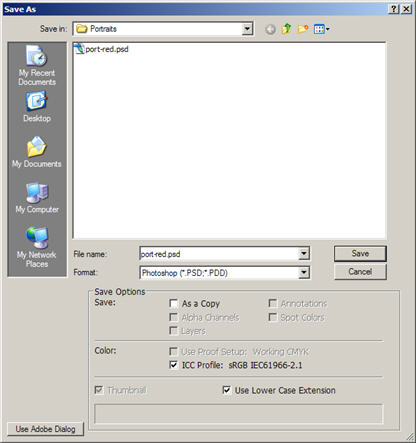 Save As
Save in: Portraits
port-red.psd
My Recent
Documents
Desktop
My Documents
My Computer
My Network
Places
File name: port-red.psd Save
Format: Photoshop (*.PSD;*.PDD) Cancel
Save Options
Save: As a Copy Annotations
Alpha Channels Spot Colors
Layers
Color: Use Proof Setup: Working CMYK
ICC Profile: sRGB IEC61966-2.1
Thumbnail Use Lower Case Extension
Use Adobe Dialog